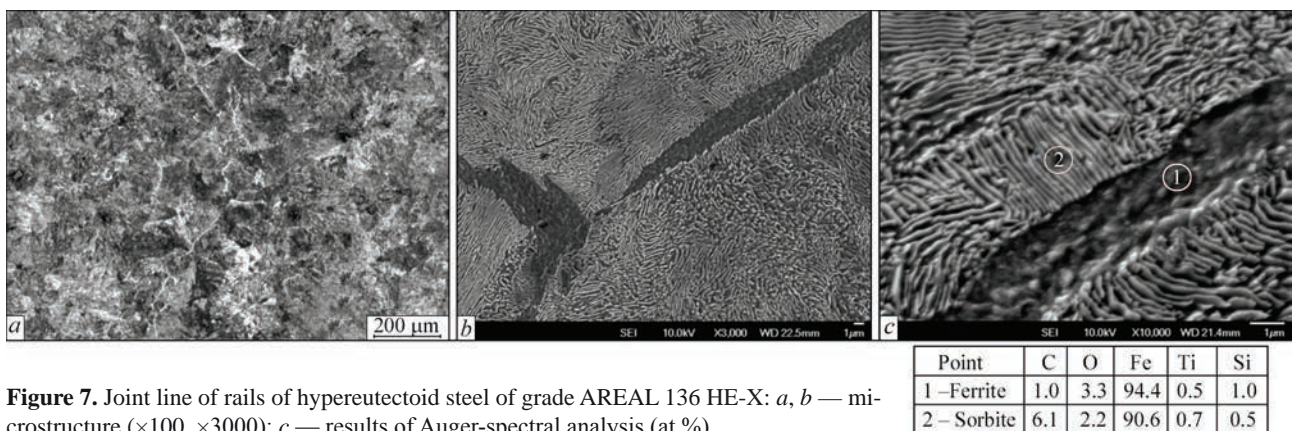 2
1
a
200 µm
b
SEI 10.0kV X3,000 WD 22.5mm 1µm
c
SEI 10.0kV X10,000 WD 21.4mm 1µm
Point C O Fe Ti Si
1 –Ferrite 1.0 3.3 94.4 0.5 1.0
2 – Sorbite 6.1 2.2 90.6 0.7 0.5
Figure 7. Joint line of rails of hypereutectoid steel of grade AREAL 136 HE-X: a, b — mi-
crostructure (×100, ×3000); c — results of Auger-spectral analysis (at.%)